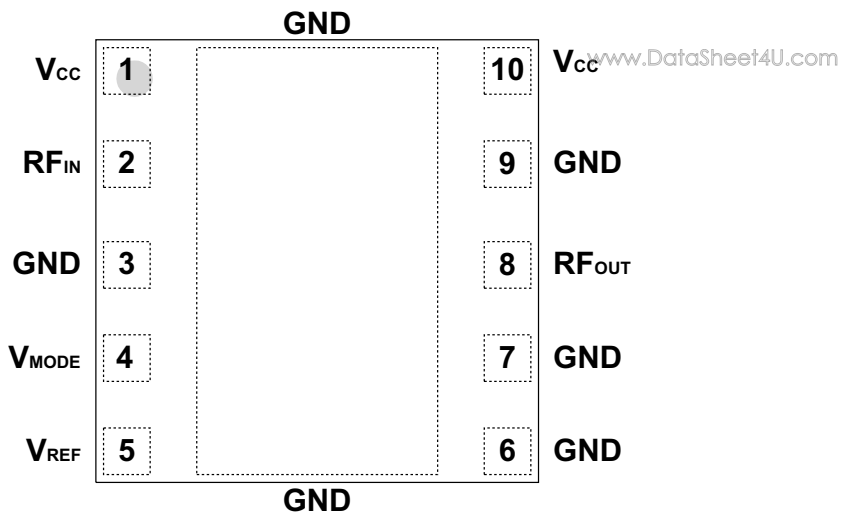 GND
VCC 1 10 VCC www.DataSheet4U.com
RFIN 2 9 GND
GND 3 8 RFOUT
VMODE 4 7 GND
VREF 5 6 GND
GND